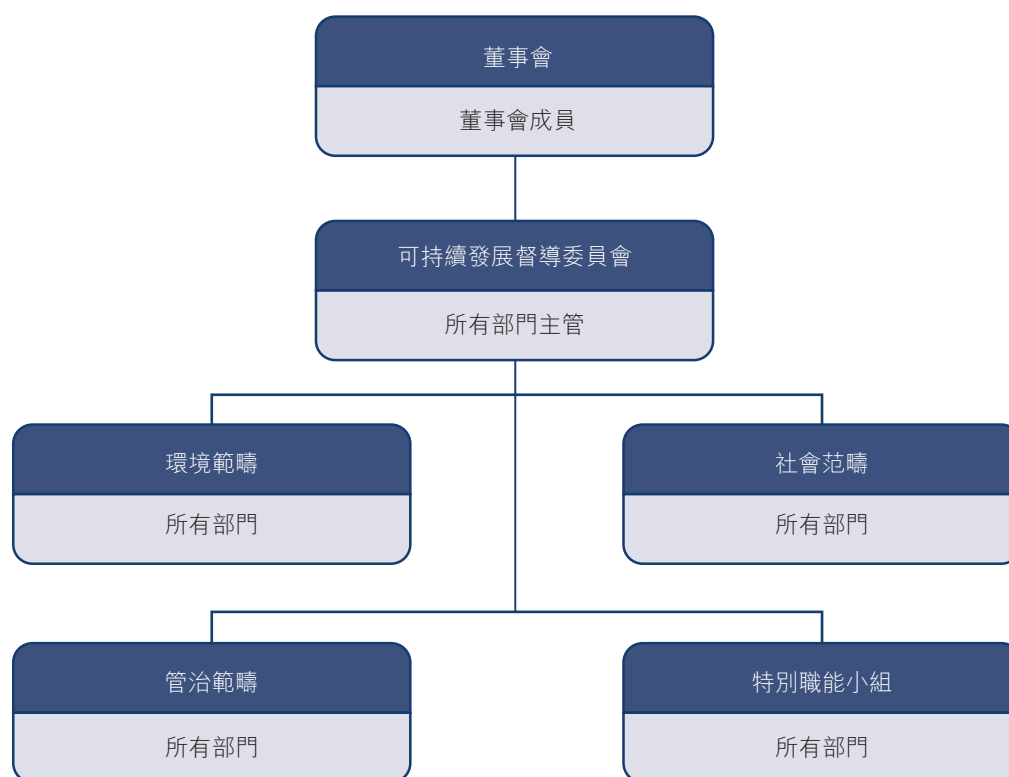 董事會
董事會成員
可持續發展督導委員會
所有部門主管
環境範疇
所有部門
社會范疇
所有部門
管治範疇
所有部門
特別職能小組
所有部門